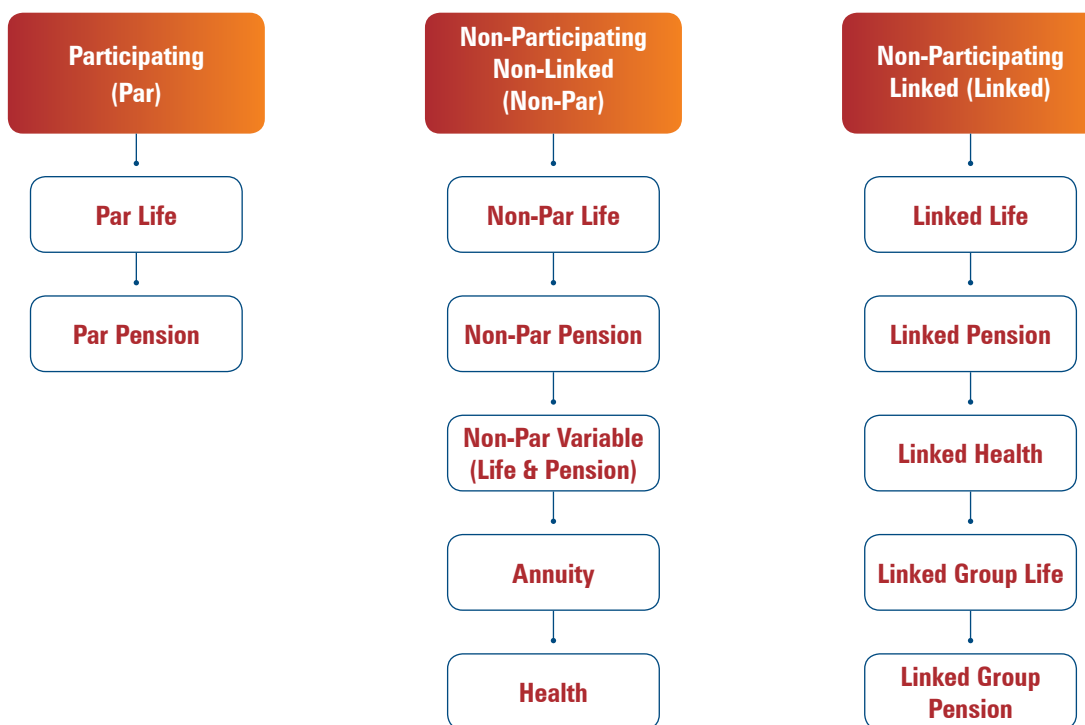 Participating
(Par)
Par Life
Par Pension
Non-Participating
Non-Linked
(Non-Par)
Non-Par Life
Non-Par Pension
Non-Par Variable
(Life & Pension)
Annuity
Health
Non-Participating
Linked (Linked)
Linked Life
Linked Pension
Linked Health
Linked Group Life
Linked Group
Pension